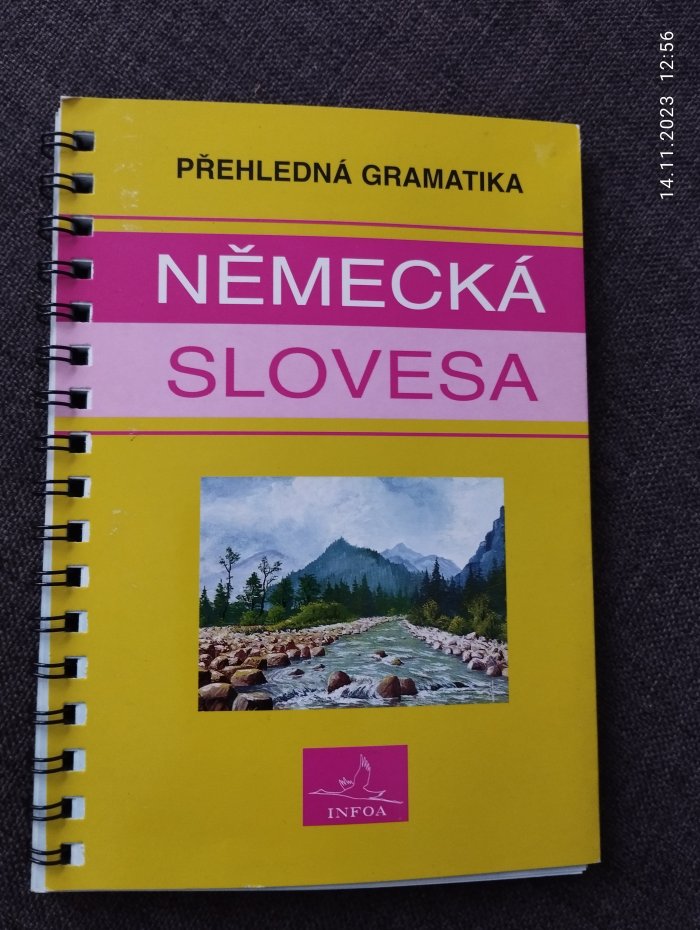 14.11.2023 12:56
PŘEHLEDNÁ GRAMATIKA
NĚMECKÁ
SLOVESA
INFOA